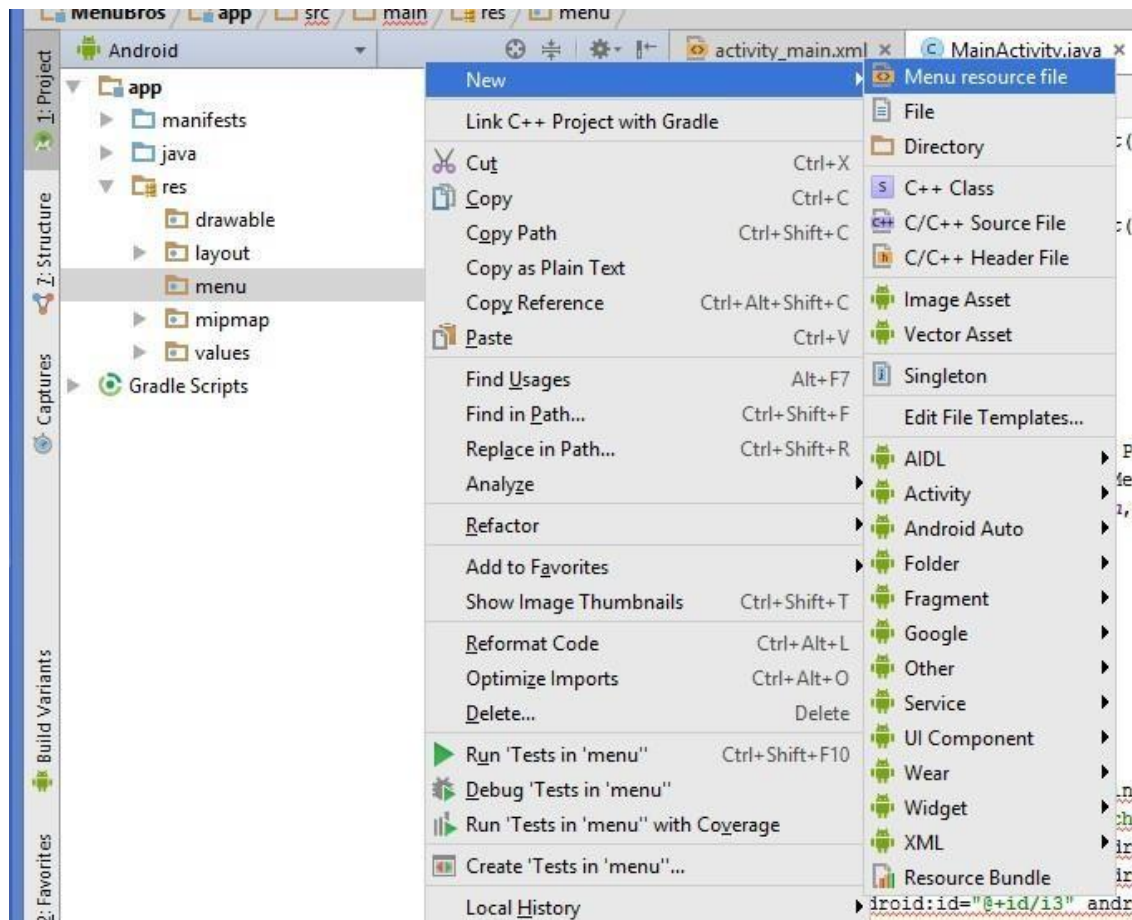 MenuBros app src main res menu
1: Project
Android
activity_main.xml
MainActivity.java
app
manifests
java
res
drawable
layout
menu
mipmap
values
Gradle Scripts
7: Structure
Captures
Build Variants
2: Favorites
New
Link C++ Project with Gradle
Cut Ctrl+X
Copy Ctrl+C
Copy Path Ctrl+Shift+C
Copy as Plain Text
Copy Reference Ctrl+Alt+Shift+C
Paste Ctrl+V
Find Usages Alt+F7
Find in Path... Ctrl+Shift+F
Replace in Path... Ctrl+Shift+R
Analyze
Refactor
Add to Favorites
Show Image Thumbnails Ctrl+Shift+T
Reformat Code Ctrl+Alt+L
Optimize Imports Ctrl+Alt+O
Delete... Delete
Run 'Tests in 'menu'' Ctrl+Shift+F10
Debug 'Tests in 'menu''
Run 'Tests in 'menu'' with Coverage
Create 'Tests in 'menu''...
Local History
Menu resource file
File
Directory
C++ Class
C/C++ Source File
C/C++ Header File
Image Asset
Vector Asset
Singleton
Edit File Templates...
AIDL
Activity
Android Auto
Folder
Fragment
Google
Other
Service
UI Component
Wear
Widget
XML
Resource Bundle
droid:id="@+id/i3" andr